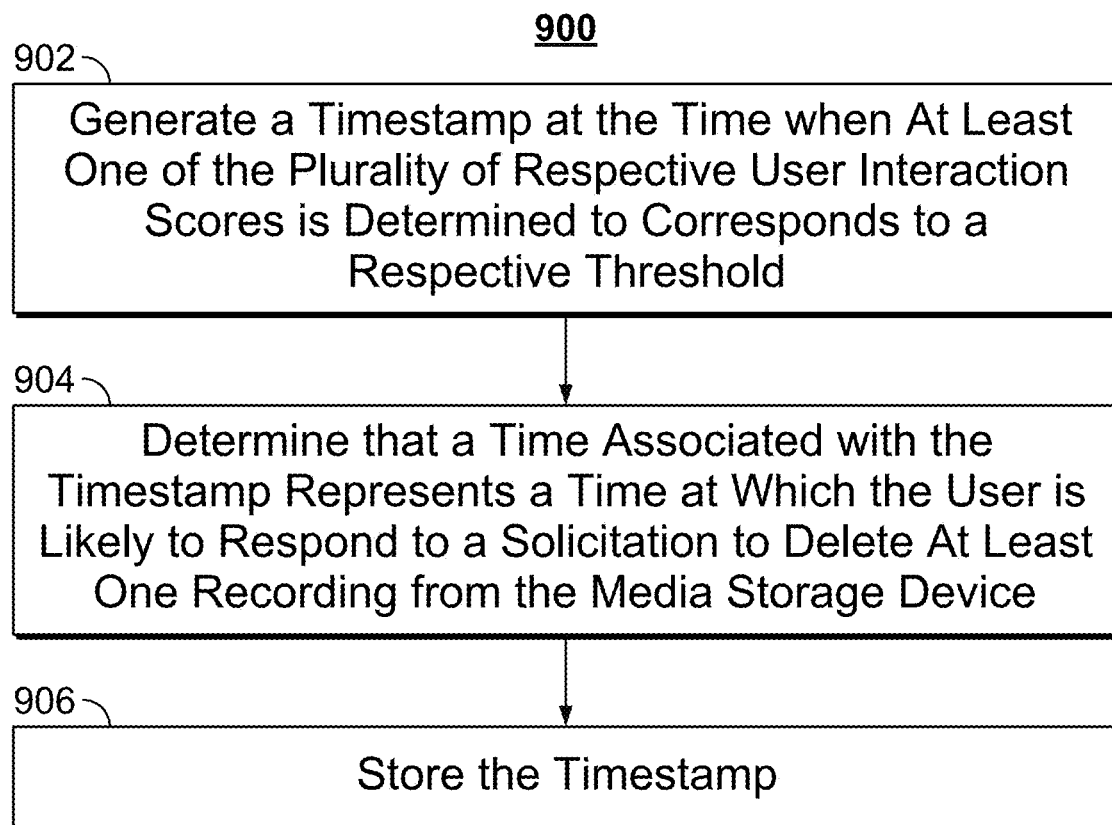 900
902
Generate a Timestamp at the Time when At Least
One of the Plurality of Respective User Interaction
Scores is Determined to Corresponds to a
Respective Threshold
904
Determine that a Time Associated with the
Timestamp Represents a Time at Which the User is
Likely to Respond to a Solicitation to Delete At Least
One Recording from the Media Storage Device
906
Store the Timestamp